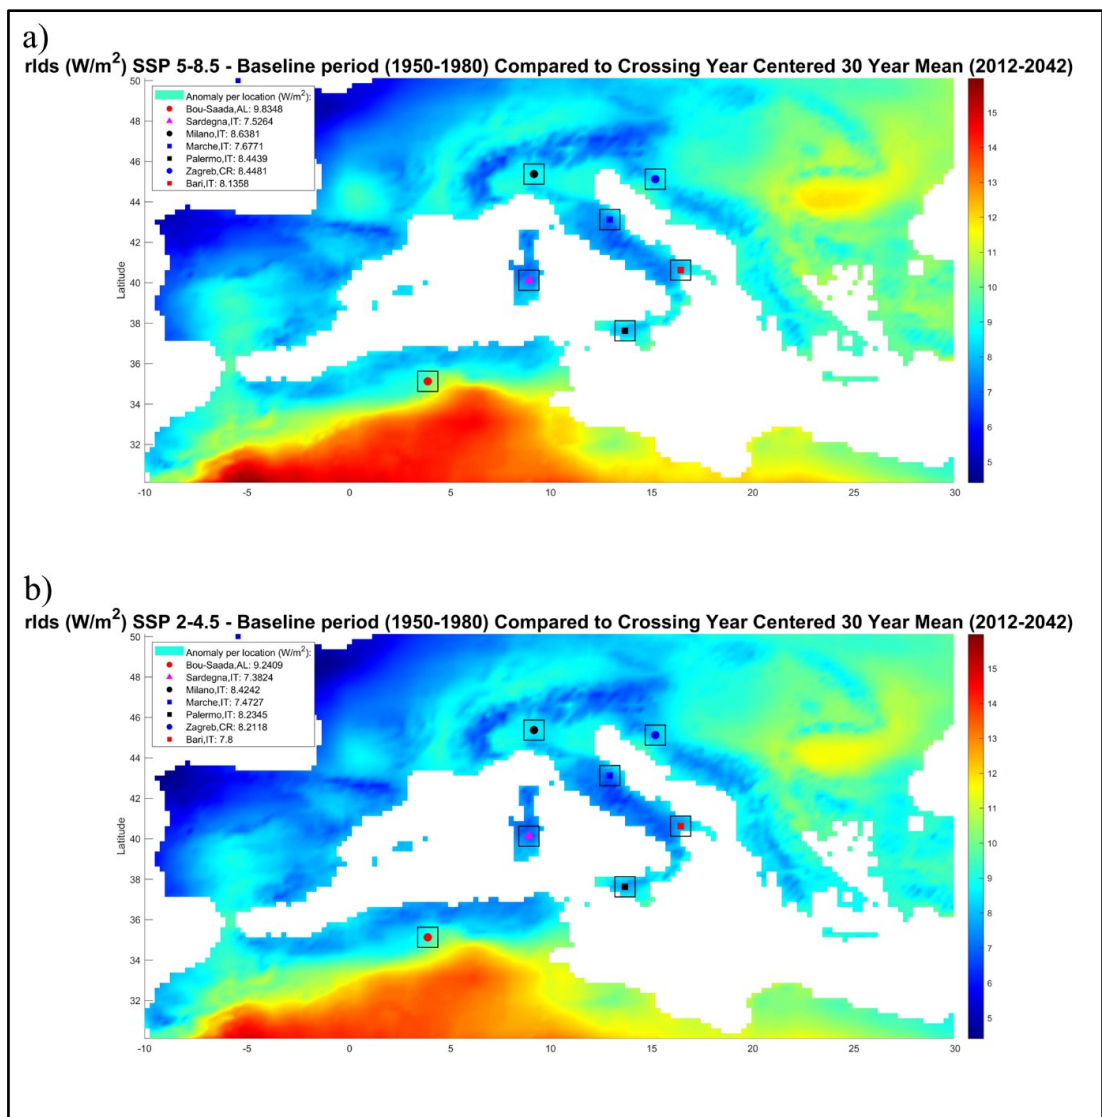 a)
rlds (W/m²) SSP 5-8.5 - Baseline period (1950-1980) Compared to Crossing Year Centered 30 Year Mean (2012-2042)
Anomaly per location (W/m²):
Bou-Saada,AL: 9.8348
Sardegna,IT: 7.5264
Milano,IT: 8.6381
Marche,IT: 7.6771
Palermo,IT: 8.4439
Zagreb,CR: 8.4481
Bari,IT: 8.1358
Latitude
50
48
46
44
42
40
38
36
34
32
-10
-5
0
5
10
15
20
25
30
15
14
13
12
11
10
9
8
7
6
5
b)
rlds (W/m²) SSP 2-4.5 - Baseline period (1950-1980) Compared to Crossing Year Centered 30 Year Mean (2012-2042)
Anomaly per location (W/m²):
Bou-Saada,AL: 9.2409
Sardegna,IT: 7.3824
Milano,IT: 8.4242
Marche,IT: 7.4727
Palermo,IT: 8.2345
Zagreb,CR: 8.2118
Bari,IT: 7.8
Latitude
50
48
46
44
42
40
38
36
34
32
-10
-5
0
5
10
15
20
25
30
15
14
13
12
11
10
9
8
7
6
5